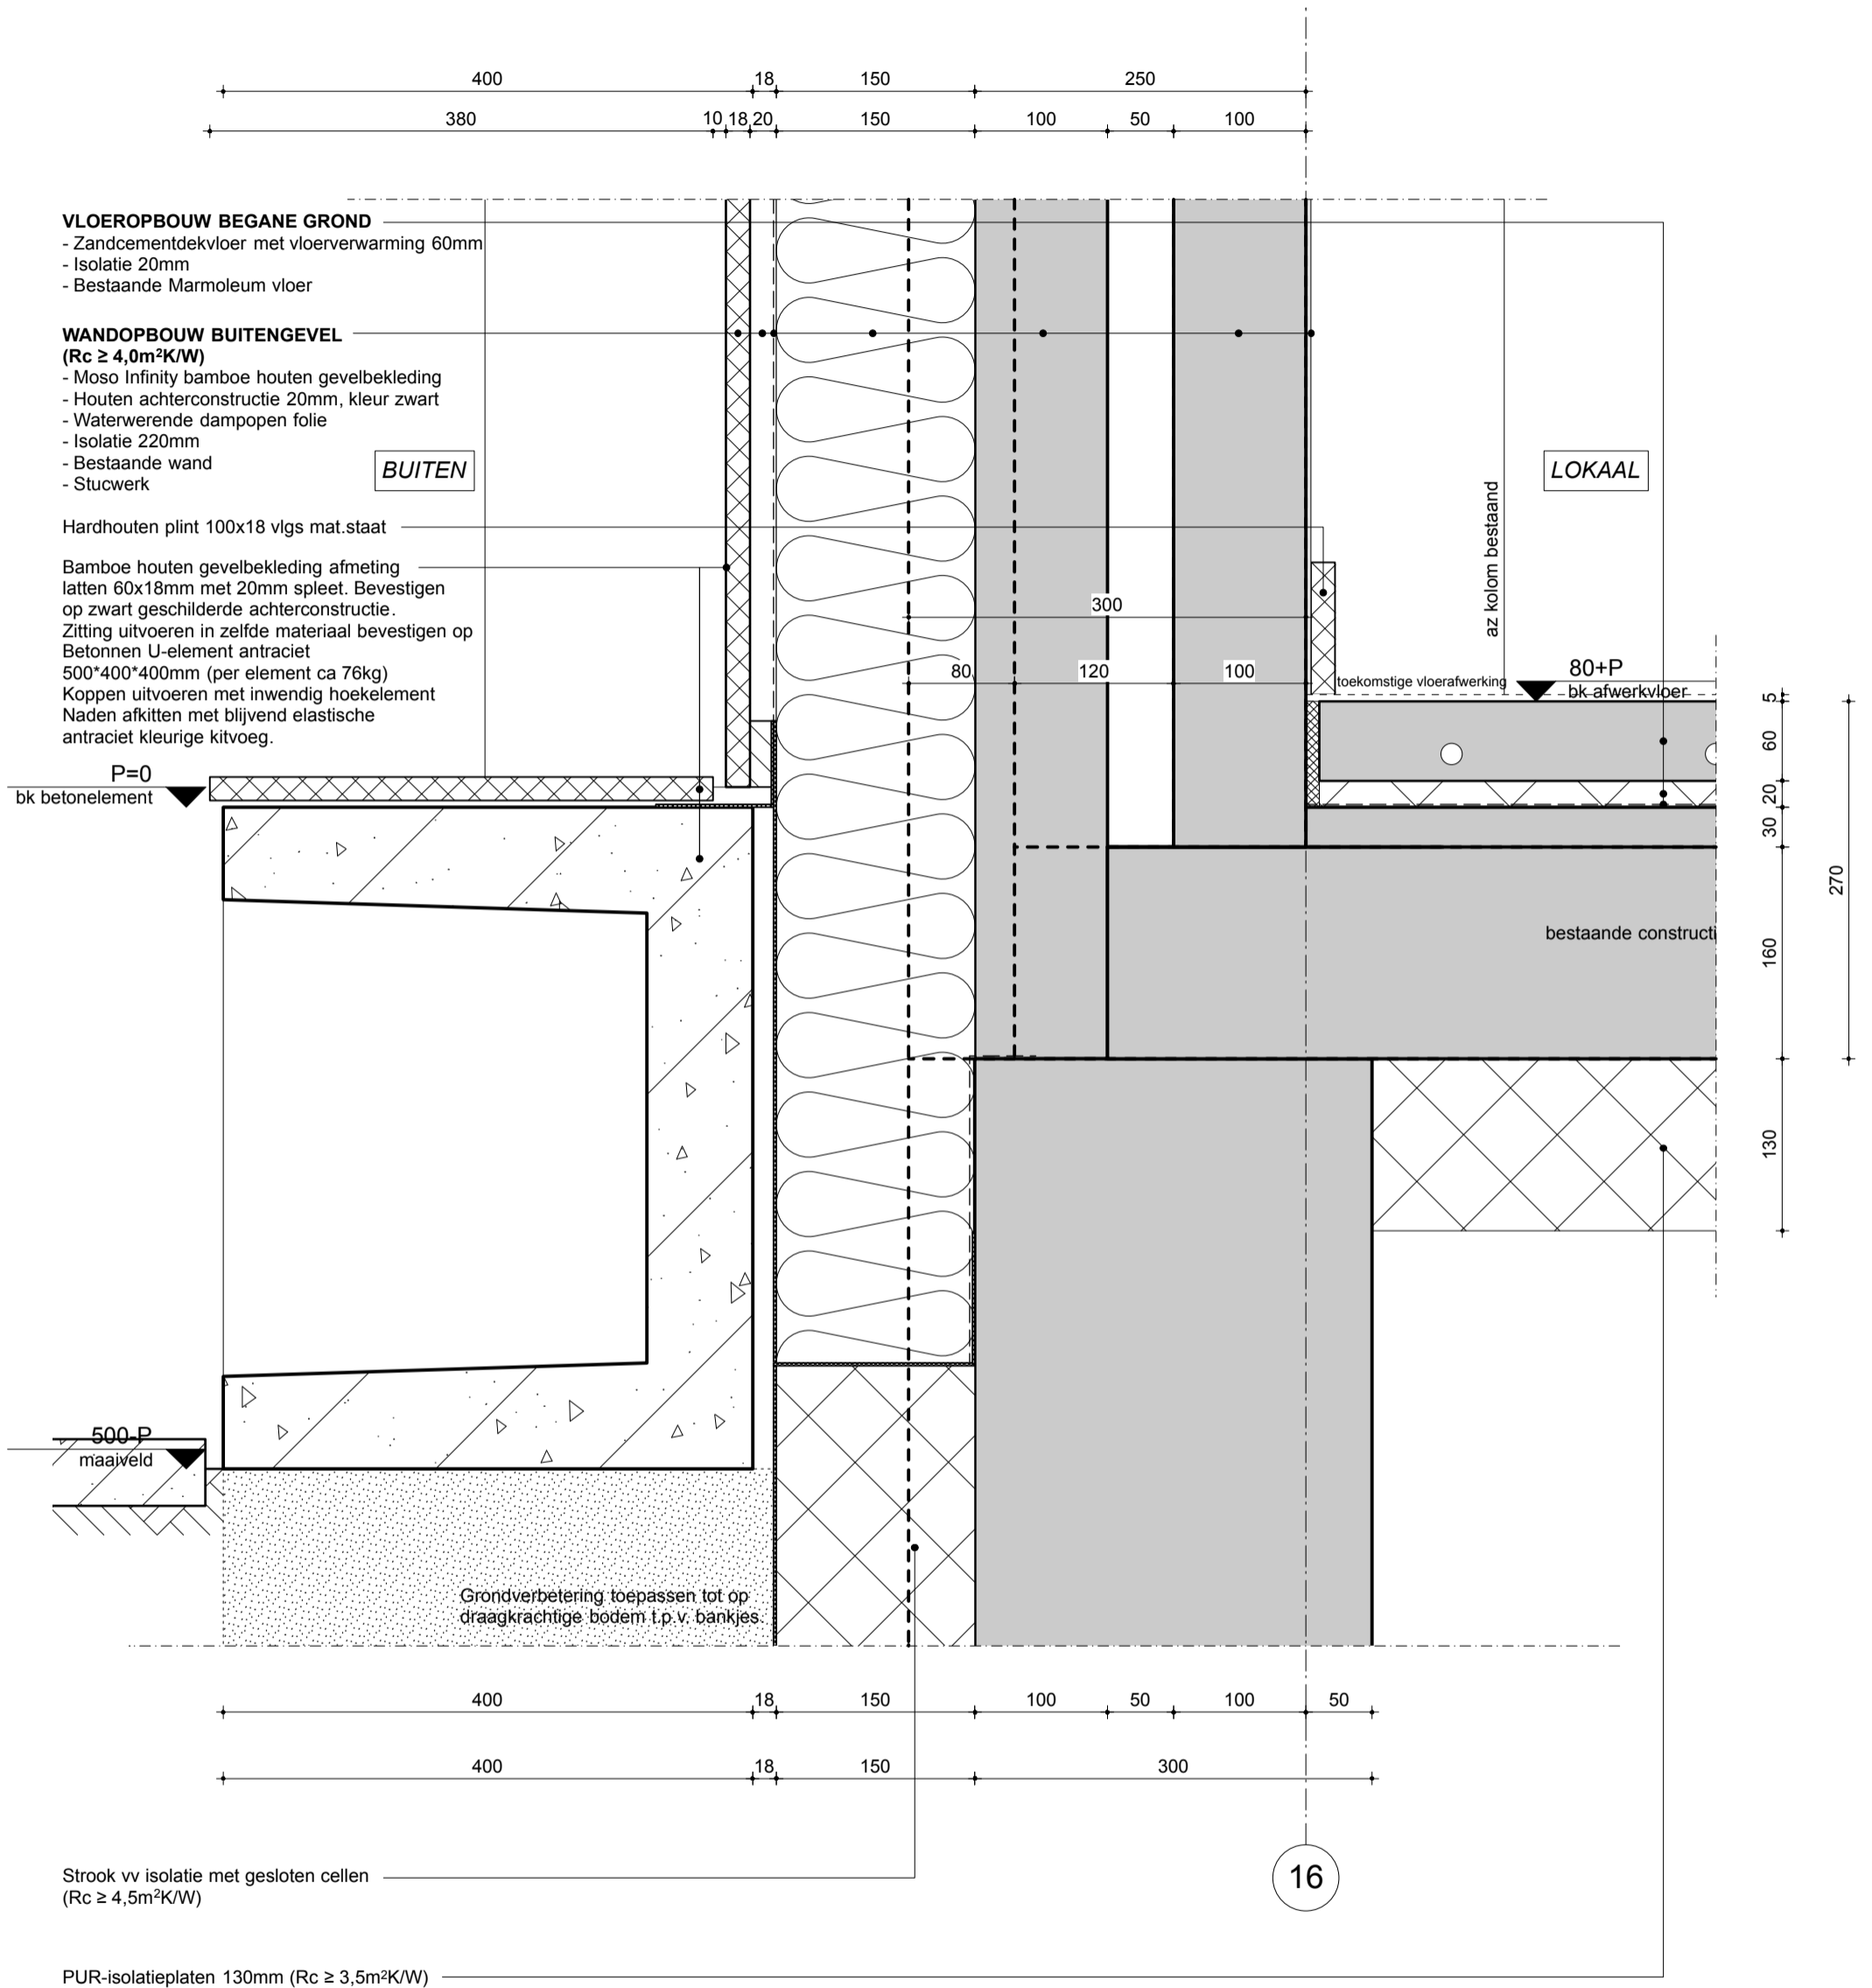 400 18 150 250
380 10 18 20 150 100 50 100
VLOEROPBOUW BEGANE GROND
- Zandcementdekvloer met vloerverwarming 60mm
- Isolatie 20mm
- Bestaande Marmoleum vloer
WANDOPBOUW BUITENGEVEL
(Rc ≥ 4,0m²K/W)
- Moso Infinity bamboe houten gevelbekleding
- Houten achterconstructie 20mm, kleur zwart
- Waterwerende dampopen folie
- Isolatie 220mm
- Bestaande wand
- Stucwerk
BUITEN
LOKAAL
Hardhouten plint 100x18 vlgs mat.staat
Bamboe houten gevelbekleding afmeting
latten 60x18mm met 20mm spleet. Bevestigen
op zwart geschilderde achterconstructie.
Zitting uitvoeren in zelfde materiaal bevestigen op
Betonnen U-element antraciet
500*400*400mm (per element ca 76kg)
Koppen uitvoeren met inwendig hoekelement
Naden afkitten met blijvend elastische
antraciet kleurige kitvoeg.
az kolom bestaand
300
80 120 100
toekomstige vloerafwerking
80+P
bk afwerkvloer
P=0
bk betonelement
5
60
20
30
160
130
270
bestaande constructi
500-P
maaiveld
Grondverbetering toepassen tot op
draagkrachtige bodem t.p.v. bankjes.
400 18 150 100 50 100 50
400 18 150 300
16
Strook vv isolatie met gesloten cellen
(Rc ≥ 4,5m²K/W)
PUR-isolatieplaten 130mm (Rc ≥ 3,5m²K/W)